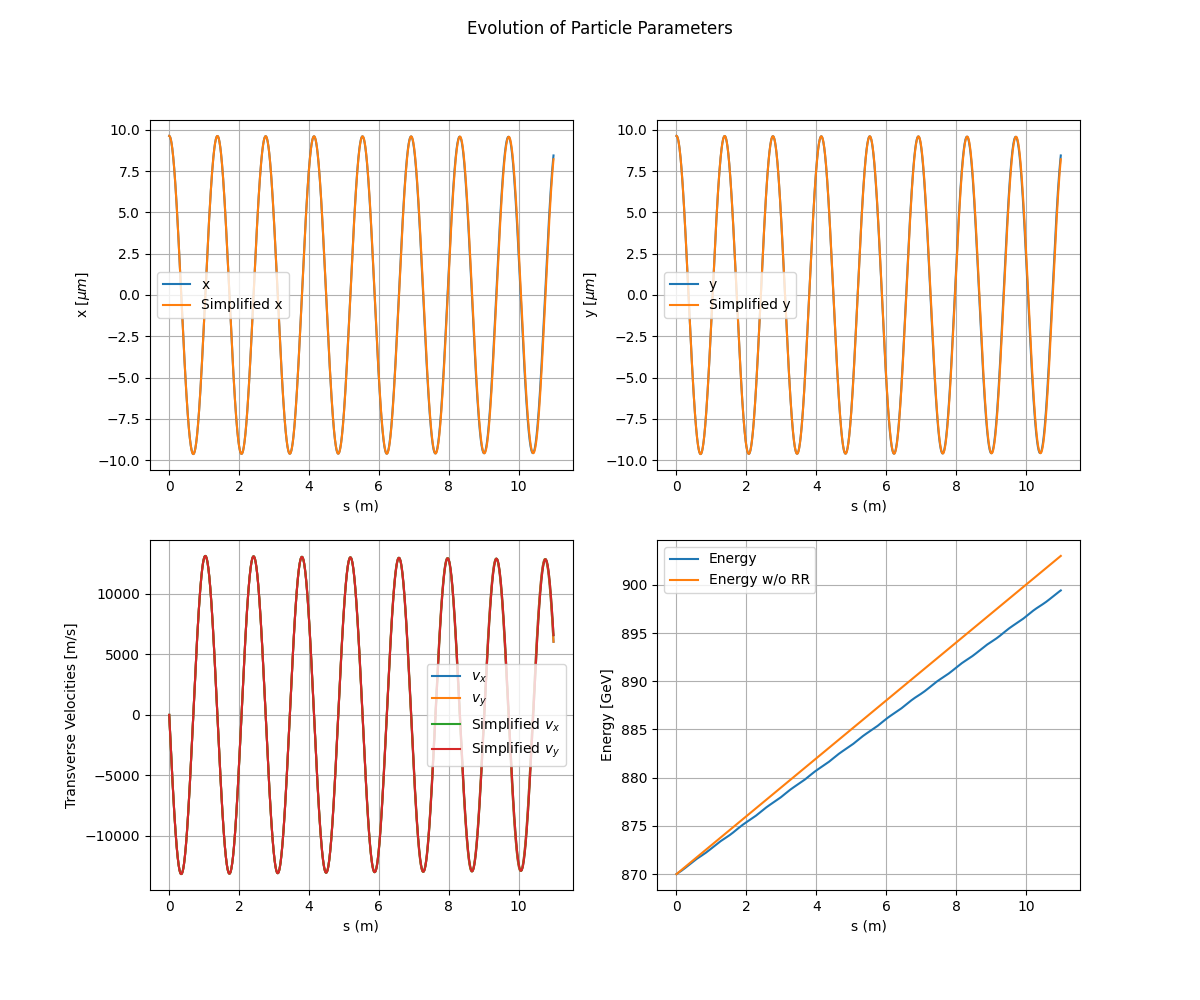 Evolution of Particle Parameters
10.0
7.5
5.0
2.5
0.0
−2.5
−5.0
−7.5
−10.0
x [μm]
x
Simplified x
0 2 4 6 8 10
s (m)
10.0
7.5
5.0
2.5
0.0
−2.5
−5.0
−7.5
−10.0
y [μm]
y
Simplified y
0 2 4 6 8 10
s (m)
10000
5000
0
−5000
−10000
Transverse Velocities [m/s]
v_x
v_y
Simplified v_x
Simplified v_y
0 2 4 6 8 10
s (m)
900
895
890
885
880
875
870
Energy [GeV]
Energy
Energy w/o RR
0 2 4 6 8 10
s (m)